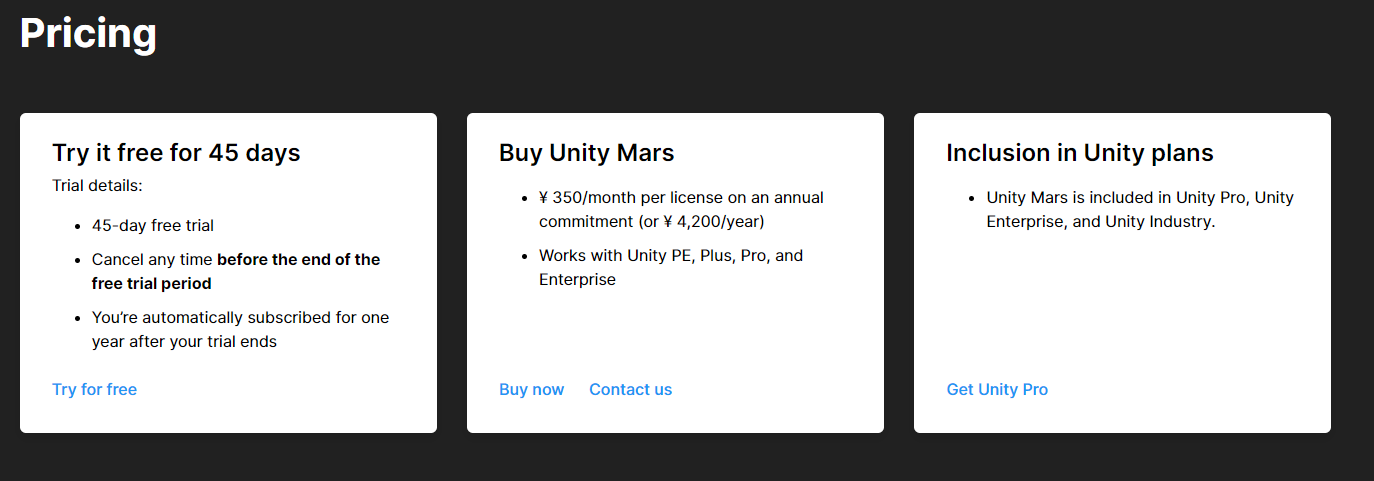 Pricing
Try it free for 45 days
Trial details:
• 45-day free trial
• Cancel any time before the end of the
free trial period
• You’re automatically subscribed for one
year after your trial ends
Try for free
Buy Unity Mars
• ¥ 350/month per license on an annual
commitment (or ¥ 4,200/year)
• Works with Unity PE, Plus, Pro, and
Enterprise
Buy now Contact us
Inclusion in Unity plans
• Unity Mars is included in Unity Pro, Unity
Enterprise, and Unity Industry.
Get Unity Pro